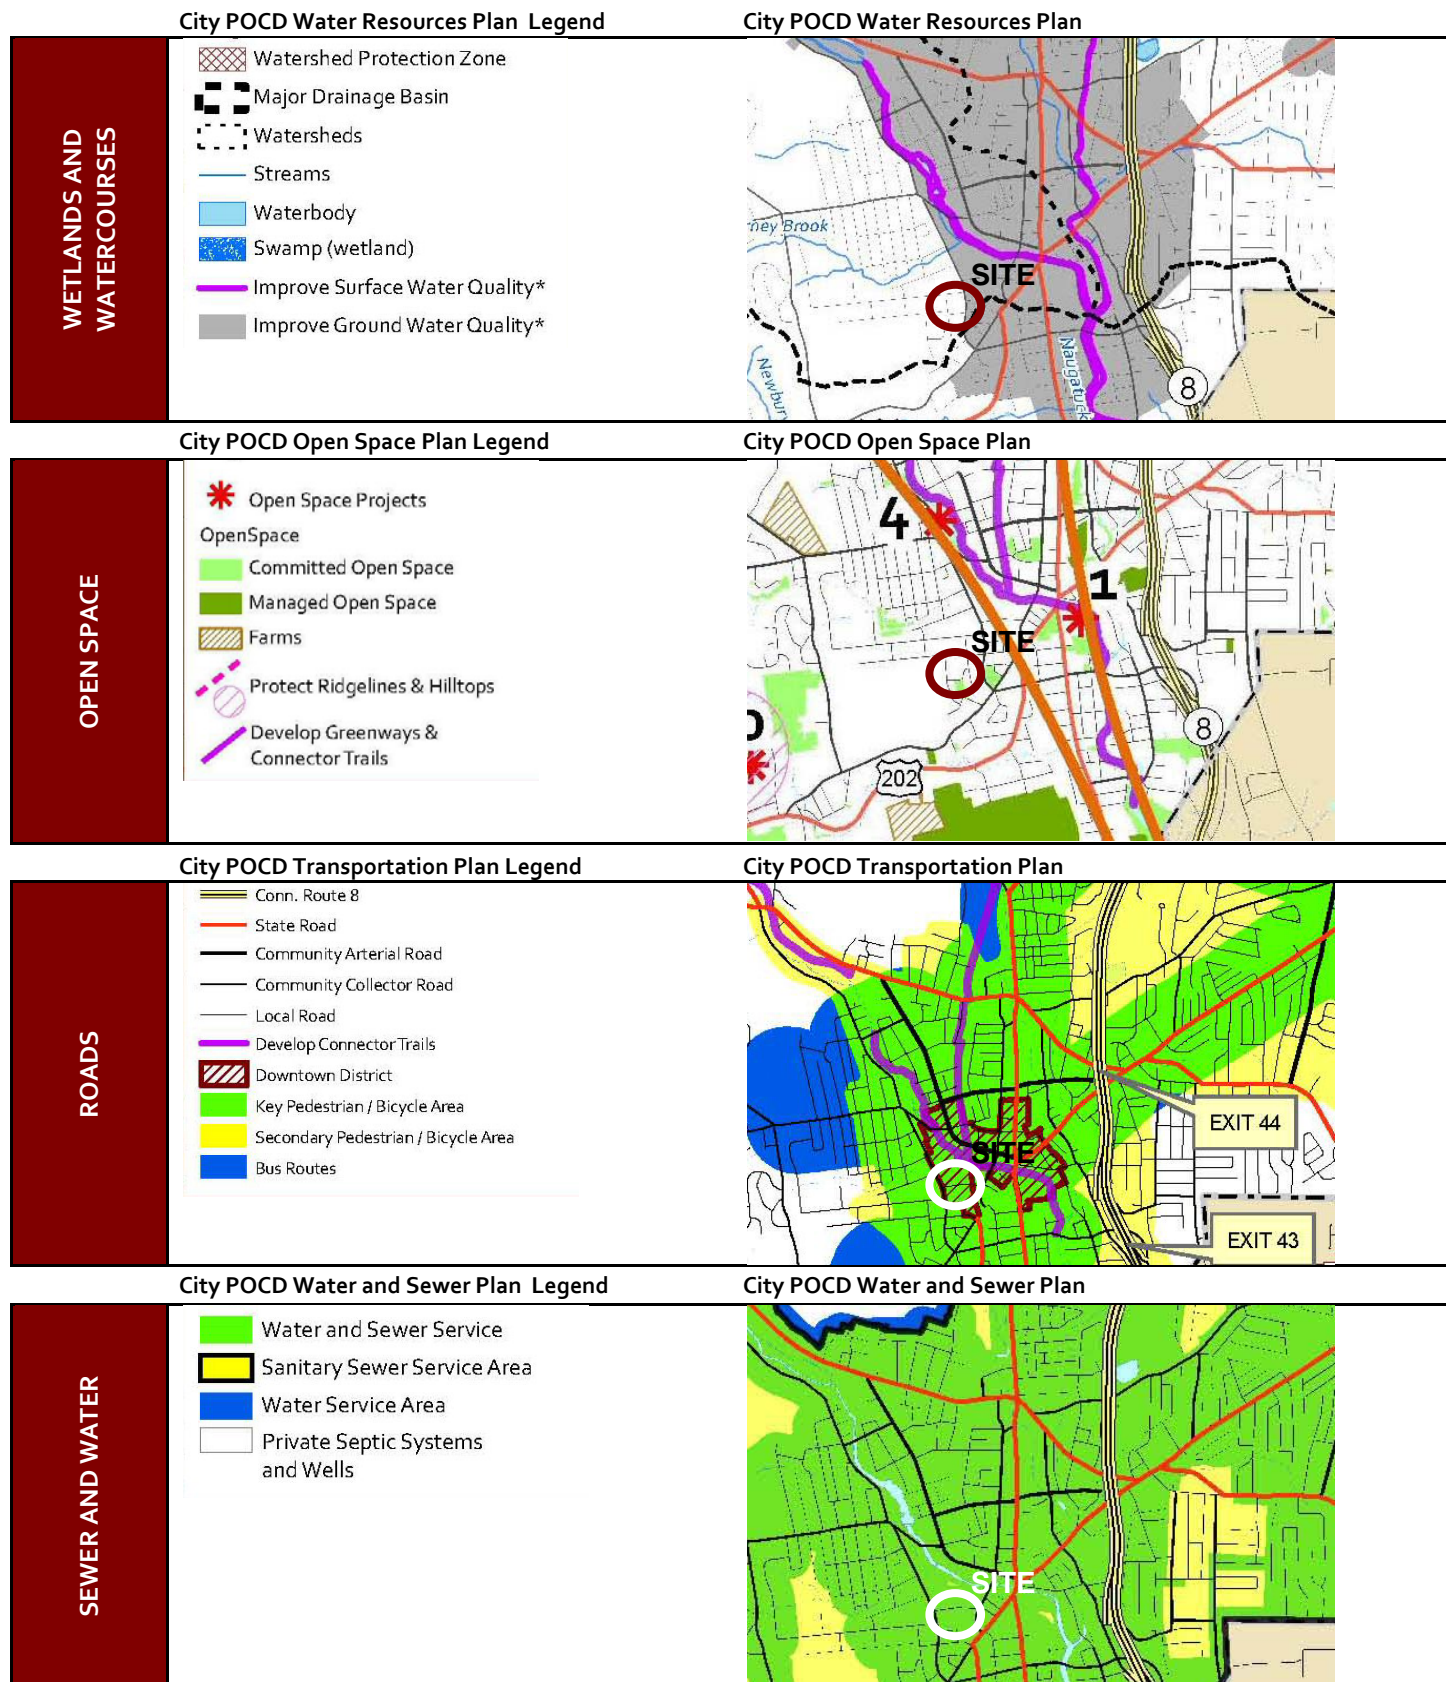 City POCD Water Resources Plan Legend
City POCD Water Resources Plan
WETLANDS AND
WATERCOURSES
Watershed Protection Zone
Major Drainage Basin
Watersheds
Streams
Waterbody
Swamp (wetland)
Improve Surface Water Quality*
Improve Ground Water Quality*
ney Brook
SITE
Newbur
Naugatuck
8
City POCD Open Space Plan Legend
City POCD Open Space Plan
OPEN SPACE
Open Space Projects
OpenSpace
Committed Open Space
Managed Open Space
Farms
Protect Ridgelines & Hilltops
Develop Greenways &
Connector Trails
4
1
SITE
8
202
City POCD Transportation Plan Legend
City POCD Transportation Plan
ROADS
Conn. Route 8
State Road
Community Arterial Road
Community Collector Road
Local Road
Develop Connector Trails
Downtown District
Key Pedestrian / Bicycle Area
Secondary Pedestrian / Bicycle Area
Bus Routes
EXIT 44
SITE
EXIT 43
City POCD Water and Sewer Plan Legend
City POCD Water and Sewer Plan
SEWER AND WATER
Water and Sewer Service
Sanitary Sewer Service Area
Water Service Area
Private Septic Systems
and Wells
SITE